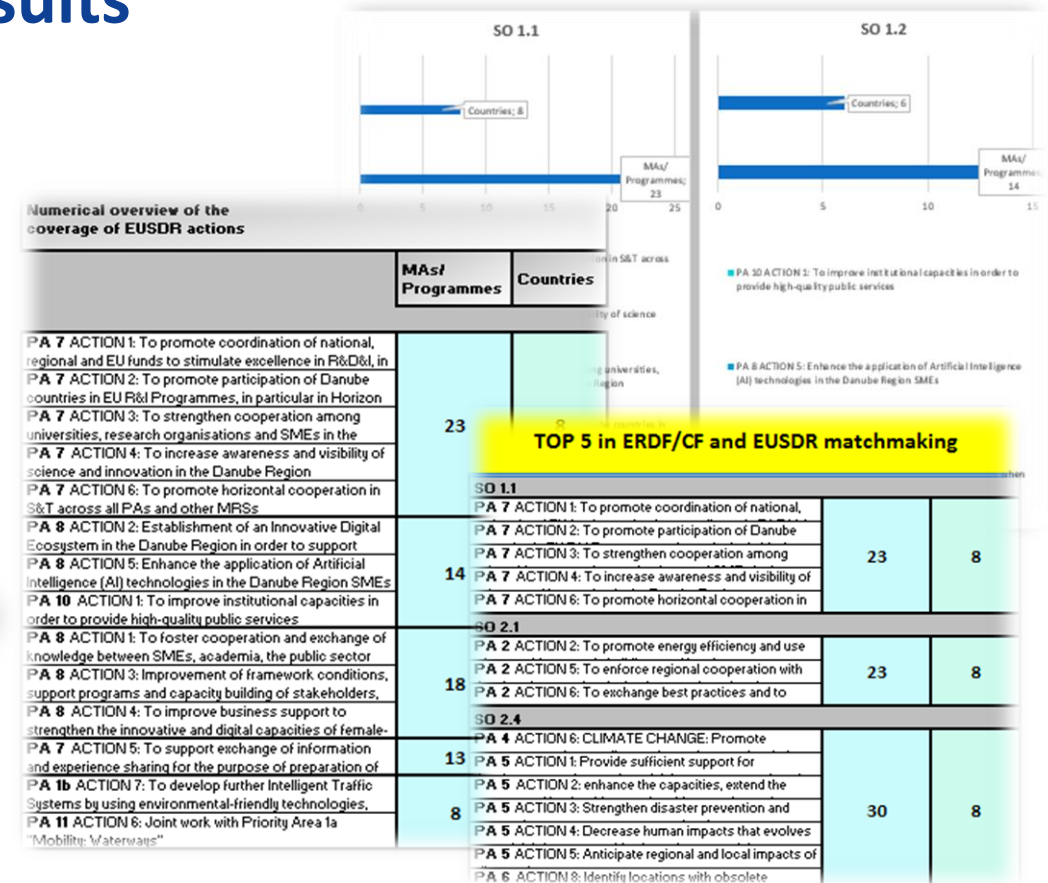 sults
SO 1.1
Countries; 8
MAs/
Programmes;
23
0 5 10 15 20 25
SO 1.2
Countries; 6
MAs/
Programmes;
14
0 5 10 15
PA 10 ACTION 1: To improve institutional capacities in order to
provide high-quality public services
PA 8 ACTION 5: Enhance the application of Artificial Intelligence
(AI) technologies in the Danube Region SMEs
on in S&T across
ity of science
ng universities,
Region
when
Numerical overview of the
coverage of EUSDR actions
MAs/
Programmes
Countries
PA 7 ACTION 1: To promote coordination of national,
regional and EU funds to stimulate excellence in R&D&I, in
PA 7 ACTION 2: To promote participation of Danube
countries in EU R&I Programmes, in particular in Horizon
PA 7 ACTION 3: To strengthen cooperation among
universities, research organisations and SMEs in the
PA 7 ACTION 4: To increase awareness and visibility of
science and innovation in the Danube Region
PA 7 ACTION 6: To promote horizontal cooperation in
S&T across all PAs and other MRSs
23 8
PA 8 ACTION 2: Establishment of an Innovative Digital
Ecosystem in the Danube Region in order to support
PA 8 ACTION 5: Enhance the application of Artificial
Intelligence (AI) technologies in the Danube Region SMEs
PA 10 ACTION 1: To improve institutional capacities in
order to provide high-quality public services
14
PA 8 ACTION 1: To foster cooperation and exchange of
knowledge between SMEs, academia, the public sector
PA 8 ACTION 3: Improvement of framework conditions,
support programs and capacity building of stakeholders,
PA 8 ACTION 4: To improve business support to
strengthen the innovative and digital capacities of female-
18
PA 7 ACTION 5: To support exchange of information
and experience sharing for the purpose of preparation of
13
PA 1b ACTION 7: To develop further Intelligent Traffic
Systems by using environmental-friendly technologies,
PA 11 ACTION 6: Joint work with Priority Area 1a
"Mobility: Waterways"
8
TOP 5 in ERDF/CF and EUSDR matchmaking
SO 1.1
PA 7 ACTION 1: To promote coordination of national,
PA 7 ACTION 2: To promote participation of Danube
PA 7 ACTION 3: To strengthen cooperation among
PA 7 ACTION 4: To increase awareness and visibility of
PA 7 ACTION 6: To promote horizontal cooperation in
23 8
SO 2.1
PA 2 ACTION 2: To promote energy efficiency and use
PA 2 ACTION 5: To enforce regional cooperation with
PA 2 ACTION 6: To exchange best practices and to
23 8
SO 2.4
PA 4 ACTION 6: CLIMATE CHANGE: Promote
PA 5 ACTION 1: Provide sufficient support for
PA 5 ACTION 2: enhance the capacities, extend the
PA 5 ACTION 3: Strengthen disaster prevention and
PA 5 ACTION 4: Decrease human impacts that evolves
PA 5 ACTION 5: Anticipate regional and local impacts of
PA 6 ACTION 8: Identify locations with obsolete
30 8